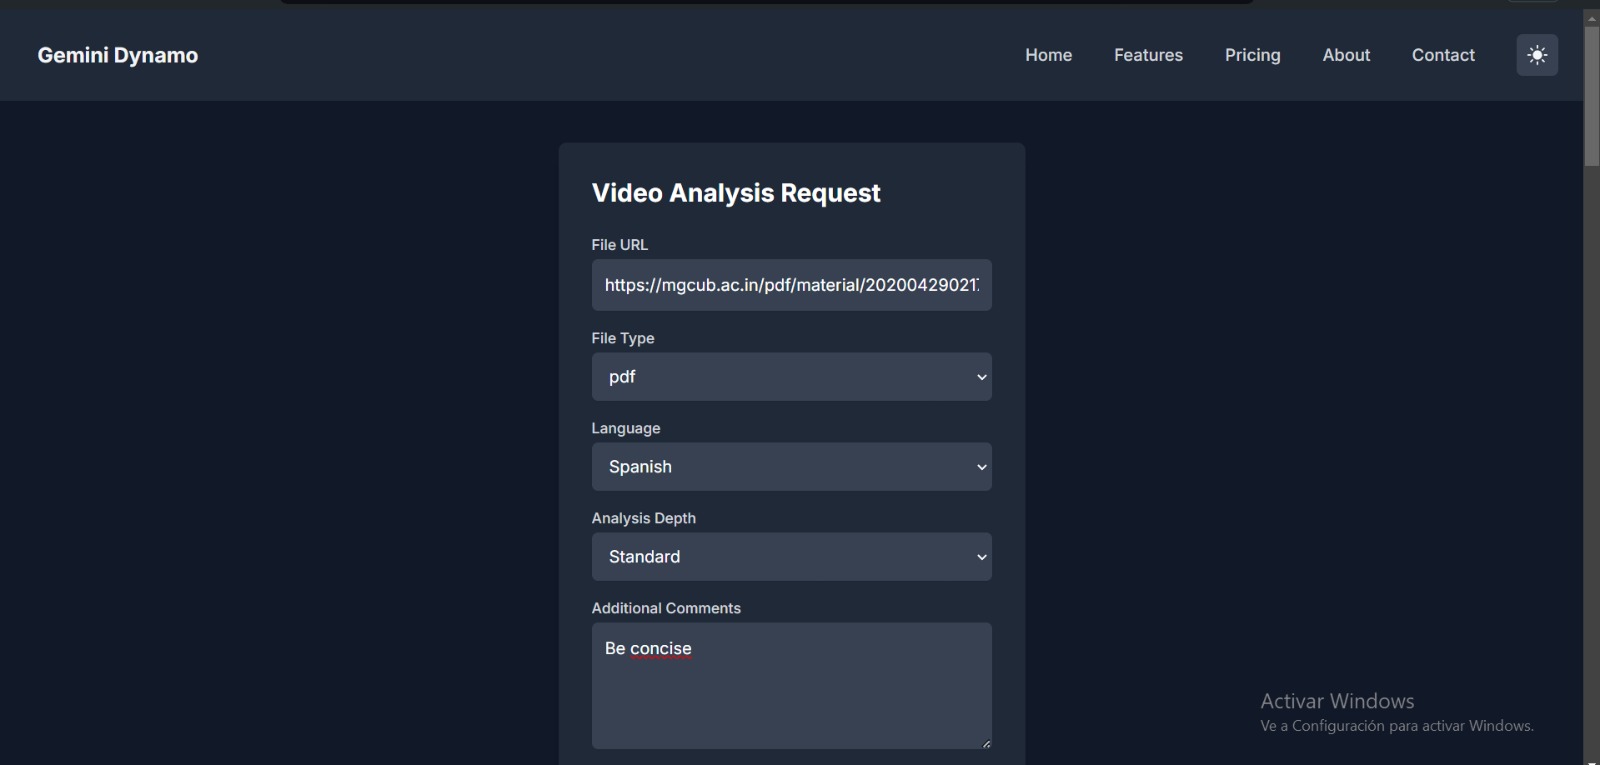 Gemini Dynamo
Home
Features
Pricing
About
Contact
Video Analysis Request
File URL
https://mgcub.ac.in/pdf/material/202004290217
File Type
pdf
Language
Spanish
Analysis Depth
Standard
Additional Comments
Be concise
Activar Windows
Ve a Configuración para activar Windows.